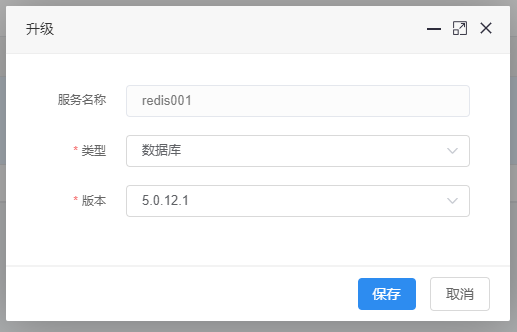 升级
服务名称 redis001
* 类型 数据库
* 版本 5.0.12.1
保存 取消